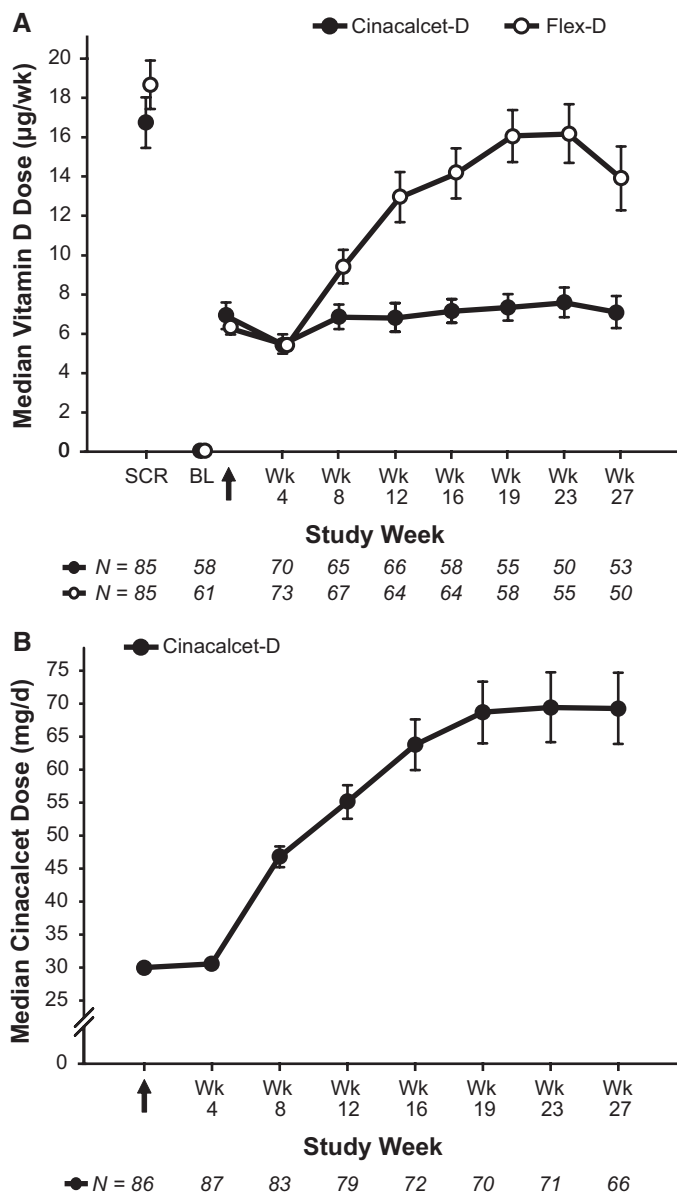 A
Cinacalcet-D Flex-D
Median Vitamin D Dose (µg/wk)
20
18
16
14
12
10
8
6
4
2
0
SCR BL Wk Wk Wk Wk Wk Wk Wk
4 8 12 16 19 23 27
Study Week
N = 85 58 70 65 66 58 55 50 53
N = 85 61 73 67 64 64 58 55 50
B
Cinacalcet-D
Median Cinacalcet Dose (mg/d)
75
70
65
60
55
50
45
40
35
30
25
0
Wk Wk Wk Wk Wk Wk Wk
4 8 12 16 19 23 27
Study Week
N = 86 87 83 79 72 70 71 66